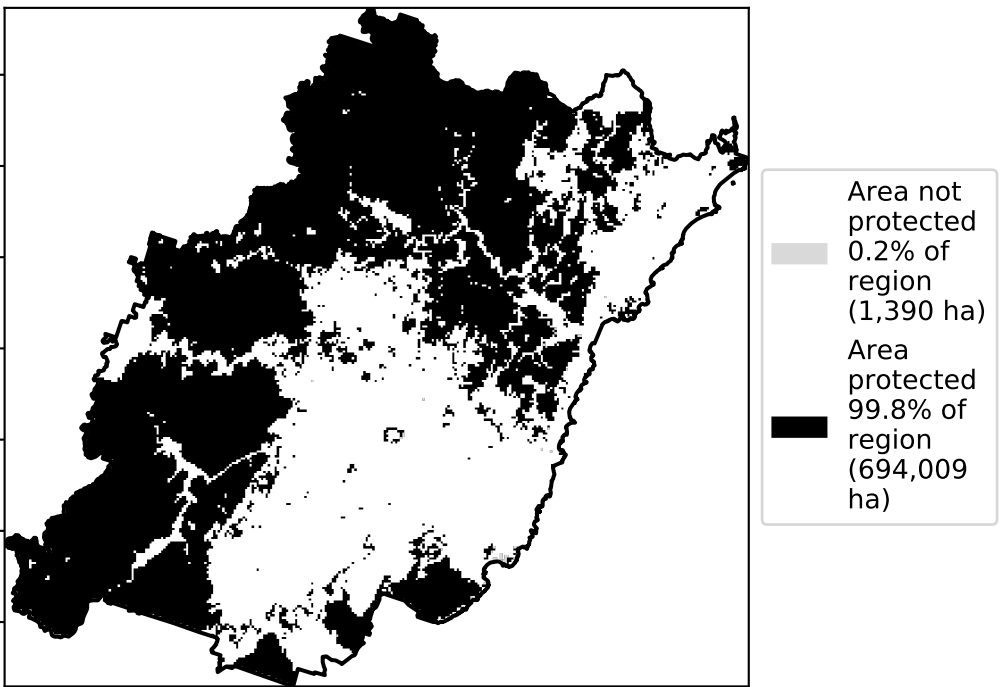 Area not
protected
0.2% of
region
(1,390 ha)
Area
protected
99.8% of
region
(694,009
ha)